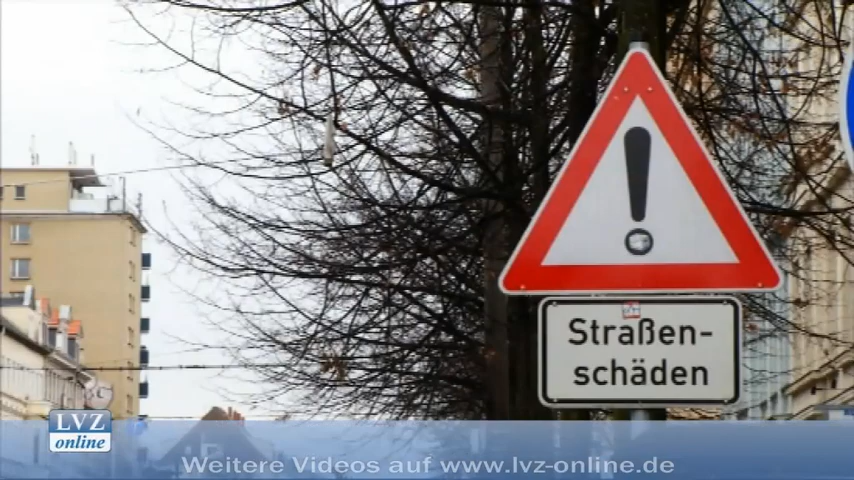 Straßen-
schäden
LVZ
online
Weitere Videos auf www.lvz-online.de